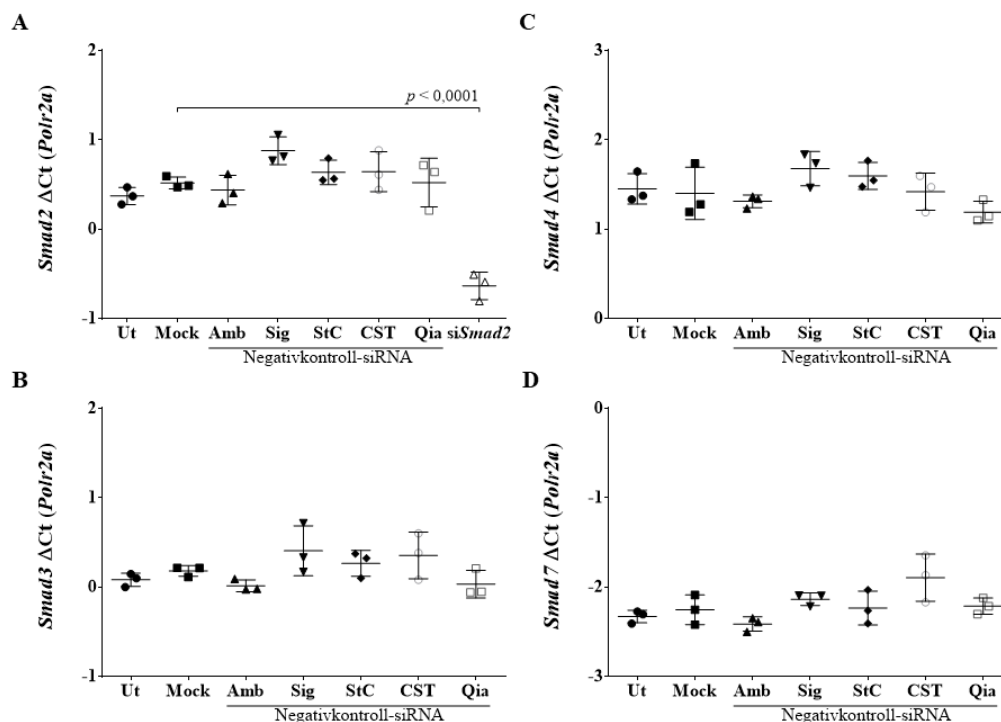 A
Smad2 ΔCt (Polr2a)
2
1
0
-1
p < 0,0001
Ut Mock Amb Sig StC CST Qia siSmad2
Negativkontroll-siRNA
C
Smad4 ΔCt (Polr2a)
3
2
1
0
Ut Mock Amb Sig StC CST Qia
Negativkontroll-siRNA
B
Smad3 ΔCt (Polr2a)
2
1
0
-1
Ut Mock Amb Sig StC CST Qia
Negativkontroll-siRNA
D
Smad7 ΔCt (Polr2a)
0
-1
-2
-3
Ut Mock Amb Sig StC CST Qia
Negativkontroll-siRNA